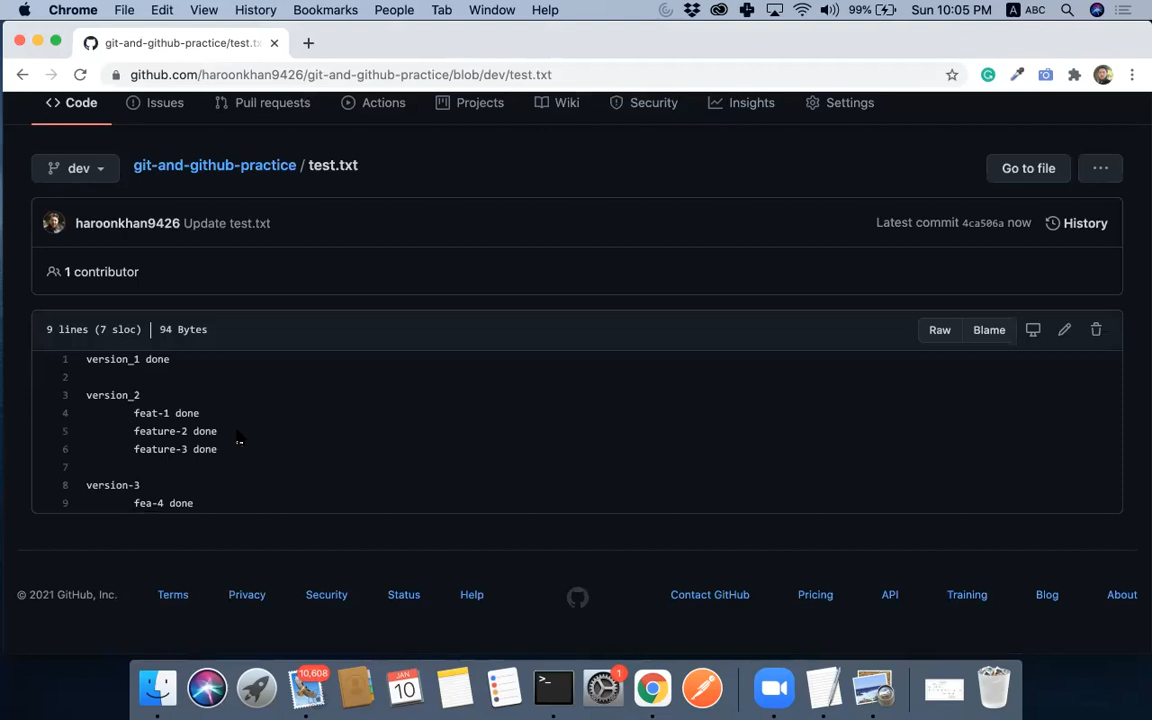 Chrome File Edit View History Bookmarks People Tab Window Help 99% Sun 10:05 PM A ABC
git-and-github-practice/test.tx
github.com/haroonkhan9426/git-and-github-practice/blob/dev/test.txt
Code Issues Pull requests Actions Projects Wiki Security Insights Settings
dev git-and-github-practice / test.txt Go to file
haroonkhan9426 Update test.txt Latest commit 4ca506a now History
1 contributor
9 lines (7 sloc) 94 Bytes Raw Blame
1 version_1 done
2
3 version_2
4 feat-1 done
5 feature-2 done
6 feature-3 done
7
8 version-3
9 fea-4 done
© 2021 GitHub, Inc. Terms Privacy Security Status Help Contact GitHub Pricing API Training Blog About
10,608 JAN 10 >_ 1